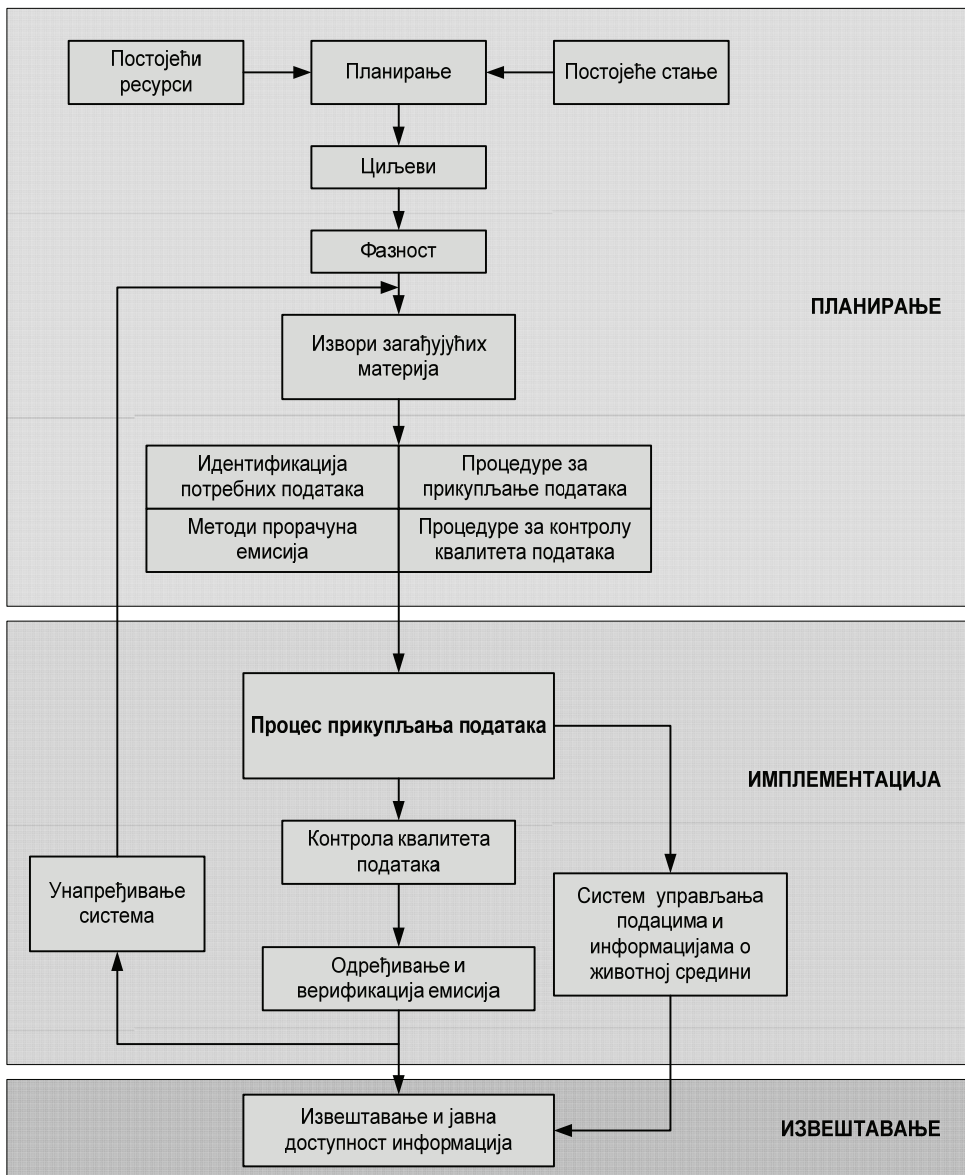 Постојећи
ресурси
Планирање
Постојеће стање
Циљеви
Фазност
ПЛАНИРАЊЕ
Извори загађујућих
материја
Идентификација
потребних података
Процедуре за
прикупљање података
Методи прорачуна
емисија
Процедуре за контролу
квалитета података
Процес прикупљања података
ИМПЛЕМЕНТАЦИЈА
Контрола квалитета
података
Унапређивање
система
Систем управљања
подацима и
информацијама о
животној средини
Одређивање и
верификација емисија
Извештавање и јавна
доступност информација
ИЗВЕШТАВАЊЕ